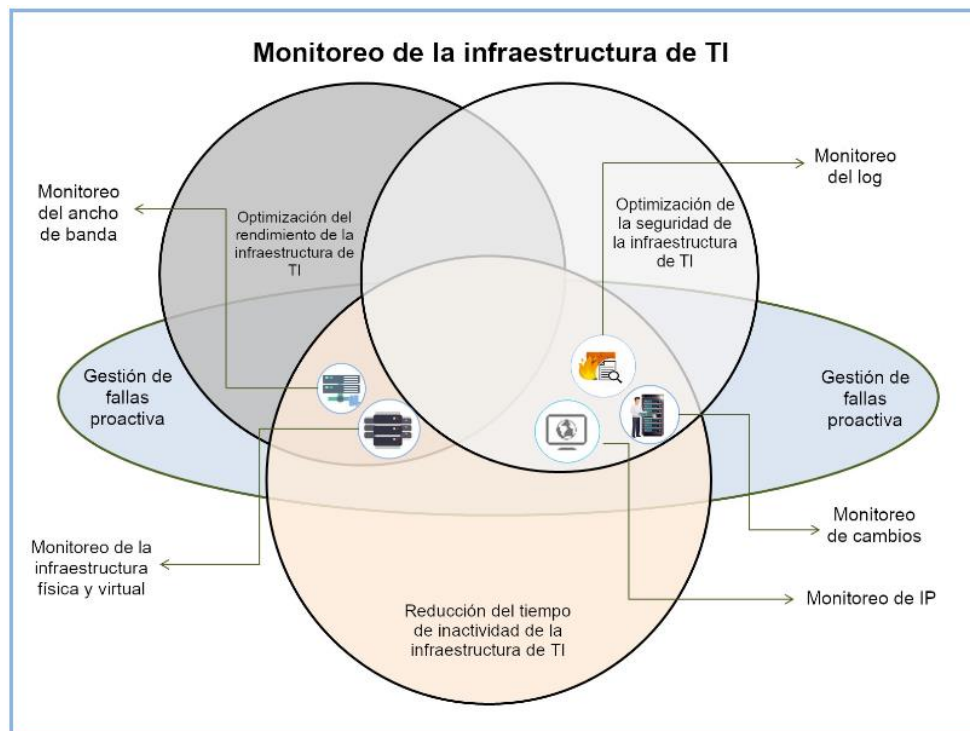 Monitoreo de la infraestructura de TI
Monitoreo
del ancho
de banda
Optimización del
rendimiento de la
infraestructura de
TI
Optimización de
la seguridad de
la infraestructura
de TI
Monitoreo
del log
Gestión de
fallas
proactiva
Gestión de
fallas
proactiva
Monitoreo de la
infraestructura
física y virtual
Reducción del tiempo
de inactividad de la
infraestructura de TI
Monitoreo
de cambios
Monitoreo de IP